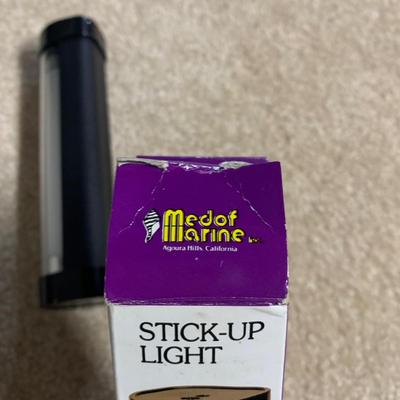 Medof
Marine Inc.
Agoura Hills, California
STICK-UP
LIGHT